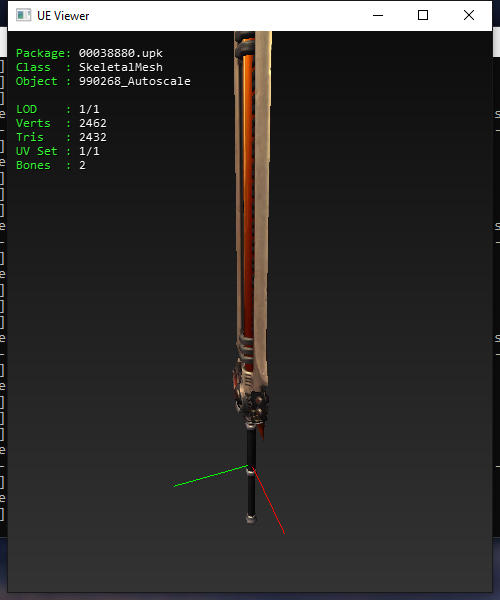 UE Viewer
Package: 00038880.upk
Class  : SkeletalMesh
Object : 990268_Autoscale
LOD    : 1/1
Verts  : 2462
Tris   : 2432
UV Set : 1/1
Bones  : 2